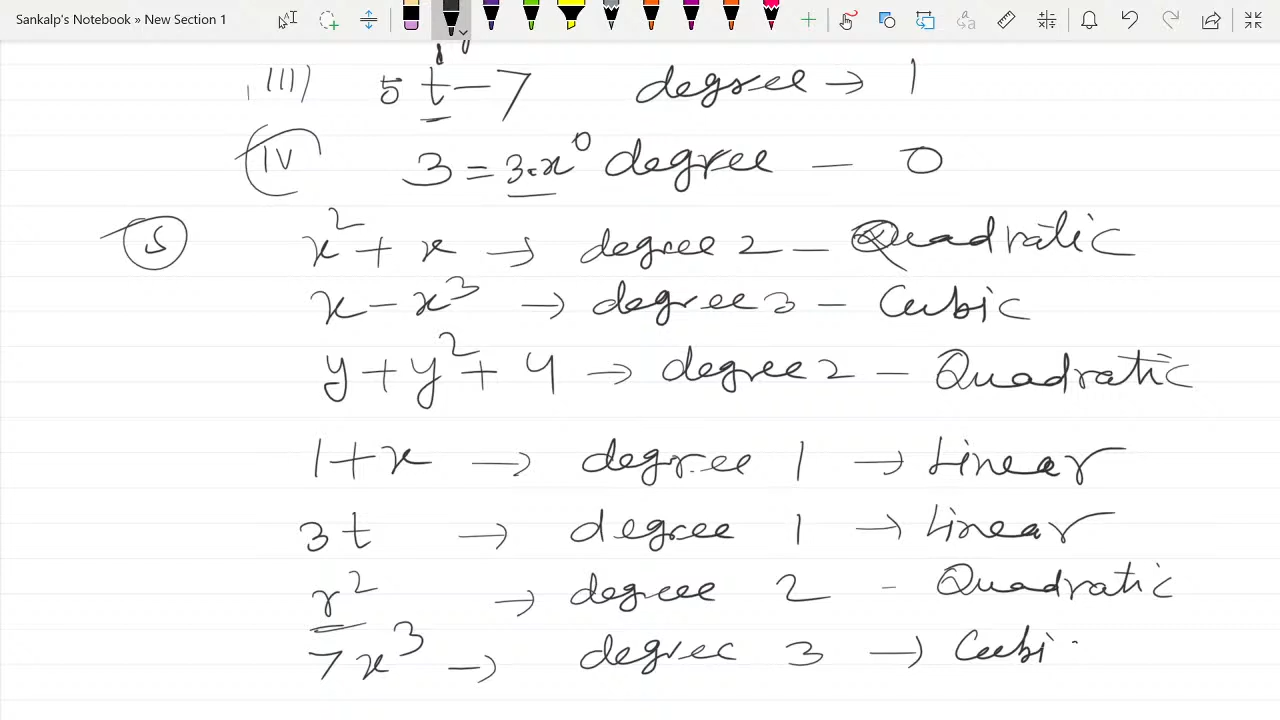 Sankalp's Notebook » New Section 1
III) 5t-7 degree → 1
IV 3=3·x⁰ degree - 0
5 x²+x → degree 2 - Quadratic
x-x³ → degree 3 - Cubic
y+y²+4 → degree 2 - Quadratic
1+x → degree 1 → Linear
3t → degree 1 → Linear
r² → degree 2 - Quadratic
7x³ → degree 3 → Cubi